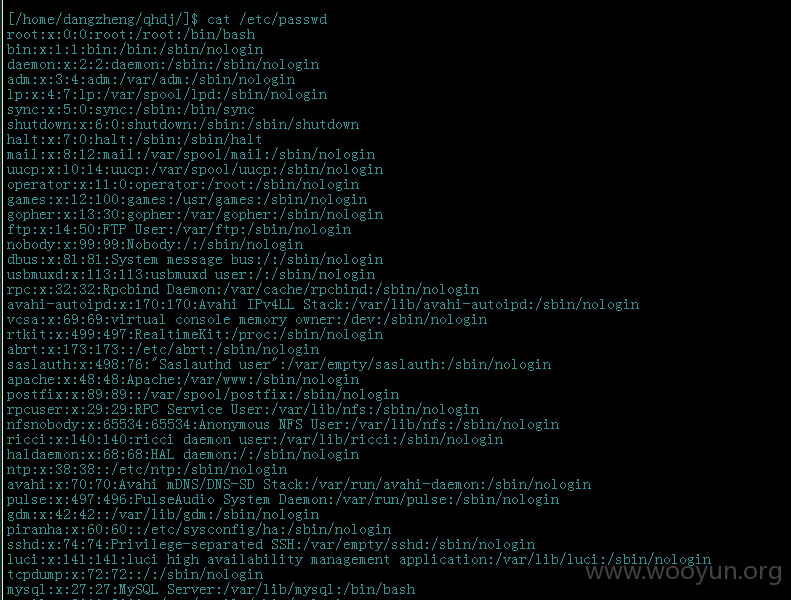 [/home/dangzheng/qhdj/]$ cat /etc/passwd
root:x:0:0:root:/root:/bin/bash
bin:x:1:1:bin:/bin:/sbin/nologin
daemon:x:2:2:daemon:/sbin:/sbin/nologin
adm:x:3:4:adm:/var/adm:/sbin/nologin
lp:x:4:7:lp:/var/spool/lpd:/sbin/nologin
sync:x:5:0:sync:/sbin:/bin/sync
shutdown:x:6:0:shutdown:/sbin:/sbin/shutdown
halt:x:7:0:halt:/sbin:/sbin/halt
mail:x:8:12:mail:/var/spool/mail:/sbin/nologin
uucp:x:10:14:uucp:/var/spool/uucp:/sbin/nologin
operator:x:11:0:operator:/root:/sbin/nologin
games:x:12:100:games:/usr/games:/sbin/nologin
gopher:x:13:30:gopher:/var/gopher:/sbin/nologin
ftp:x:14:50:FTP User:/var/ftp:/sbin/nologin
nobody:x:99:99:Nobody:/:/sbin/nologin
dbus:x:81:81:System message bus:/:/sbin/nologin
usbmuxd:x:113:113:usbmuxd user:/:/sbin/nologin
rpc:x:32:32:Rpcbind Daemon:/var/cache/rpcbind:/sbin/nologin
avahi-autoipd:x:170:170:Avahi IPv4LL Stack:/var/lib/avahi-autoipd:/sbin/nologin
vcsa:x:69:69:virtual console memory owner:/dev:/sbin/nologin
rtkit:x:499:497:RealtimeKit:/proc:/sbin/nologin
abrt:x:173:173::/etc/abrt:/sbin/nologin
saslauth:x:498:76:"Saslauthd user":/var/empty/saslauth:/sbin/nologin
apache:x:48:48:Apache:/var/www:/sbin/nologin
postfix:x:89:89::/var/spool/postfix:/sbin/nologin
rpcuser:x:29:29:RPC Service User:/var/lib/nfs:/sbin/nologin
nfsnobody:x:65534:65534:Anonymous NFS User:/var/lib/nfs:/sbin/nologin
ricci:x:140:140:ricci daemon user:/var/lib/ricci:/sbin/nologin
haldaemon:x:68:68:HAL daemon:/:/sbin/nologin
ntp:x:38:38::/etc/ntp:/sbin/nologin
avahi:x:70:70:Avahi mDNS/DNS-SD Stack:/var/run/avahi-daemon:/sbin/nologin
pulse:x:497:496:PulseAudio System Daemon:/var/run/pulse:/sbin/nologin
gdm:x:42:42::/var/lib/gdm:/sbin/nologin
piranha:x:60:60::/etc/sysconfig/ha:/sbin/nologin
sshd:x:74:74:Privilege-separated SSH:/var/empty/sshd:/sbin/nologin
luci:x:141:141:luci high availability management application:/var/lib/luci:/sbin/nologin
tcpdump:x:72:72::/:/sbin/nologin
mysql:x:27:27:MySQL Server:/var/lib/mysql:/bin/bash
www.wooyun.org